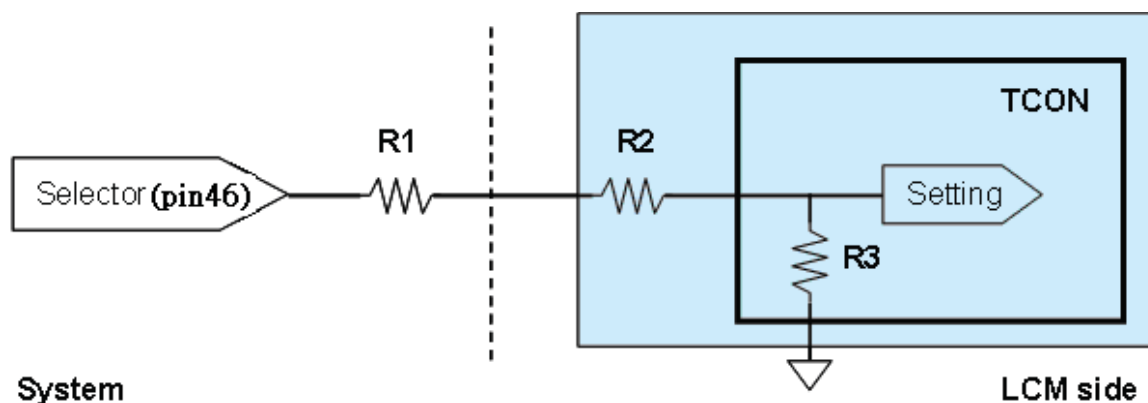 TCON
R1
R2
Selector(pin46)
Setting
R3
System
LCM side